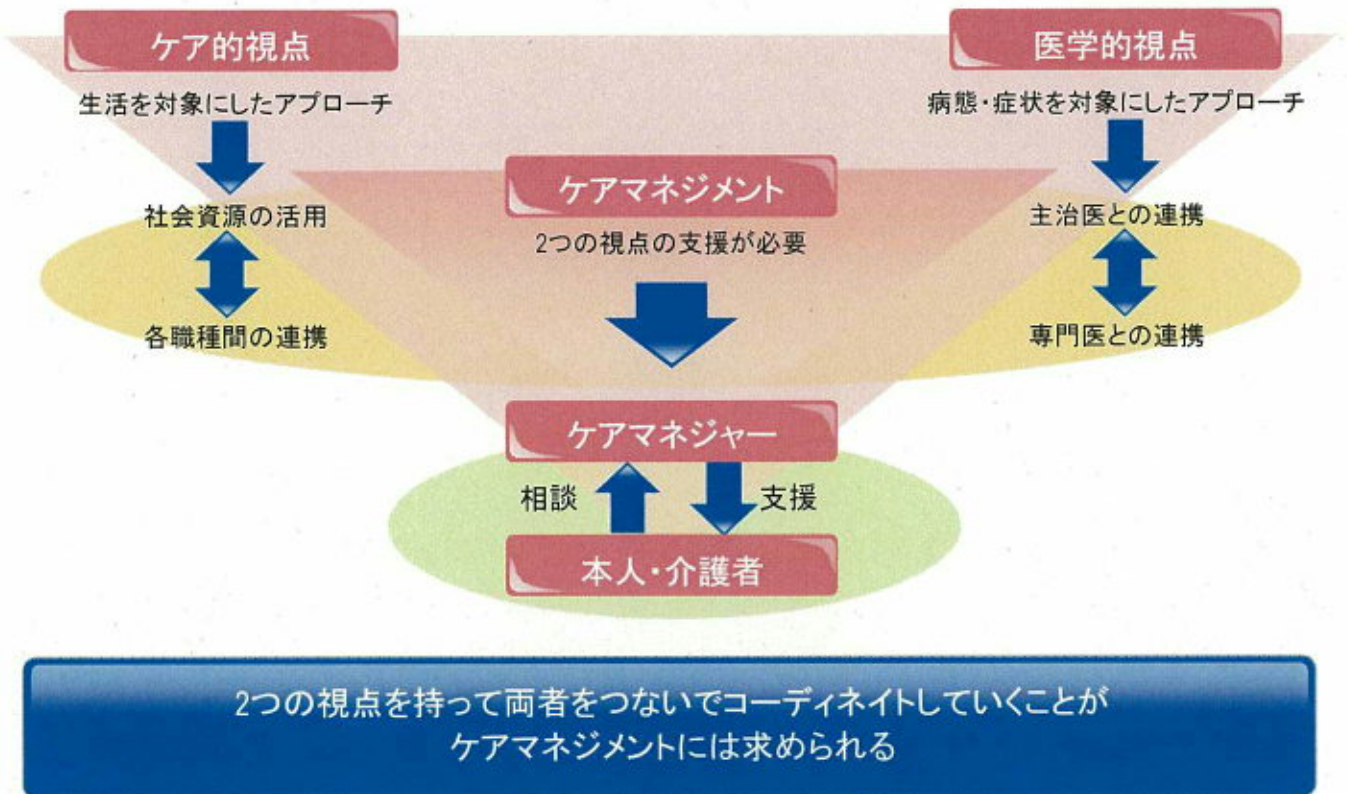 ケア的視点
医学的視点
生活を対象にしたアプローチ
病態・症状を対象にしたアプローチ
ケアマネジメント
社会資源の活用
2つの視点の支援が必要
主治医との連携
各職種間の連携
専門医との連携
ケアマネジャー
相談
支援
本人・介護者
2つの視点を持って両者をつないでコーディネイトしていくことが
ケアマネジメントには求められる